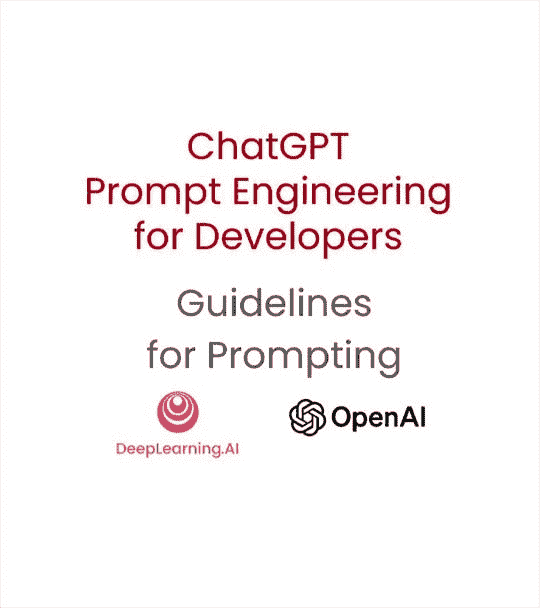 ChatGPT
Prompt Engineering
for Developers
Guidelines
for Prompting
DeepLearning.AI
OpenAI